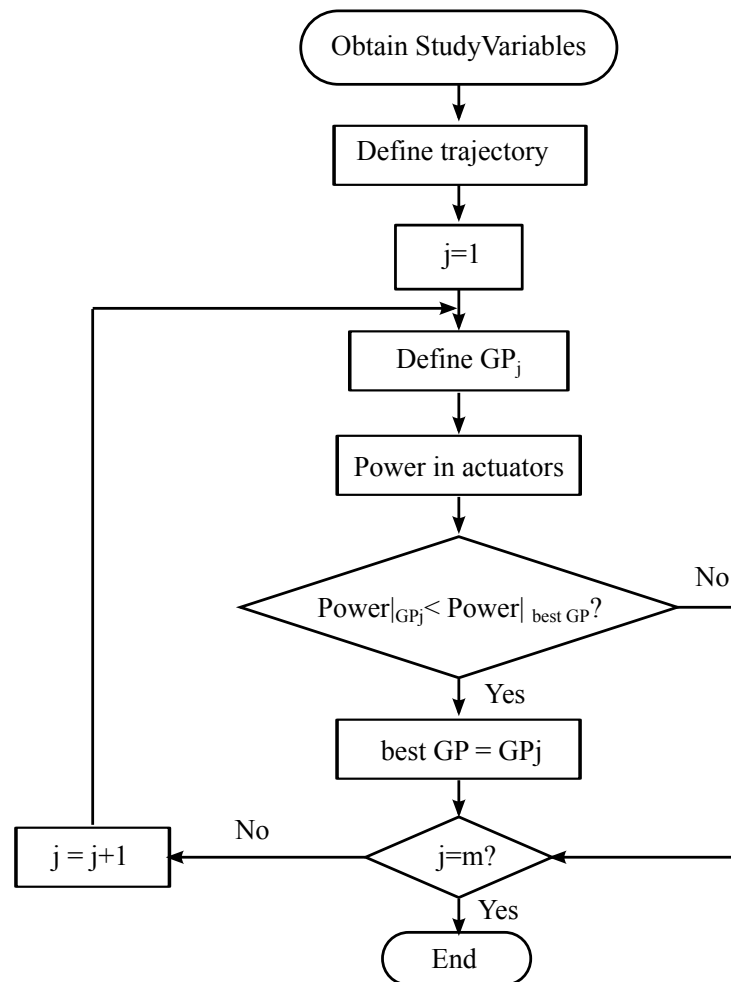 Obtain StudyVariables
Define trajectory
j=1
Define GPj
Power in actuators
No
Power|GPj< Power| best GP?
Yes
best GP = GPj
No
j = j+1
j=m?
Yes
End